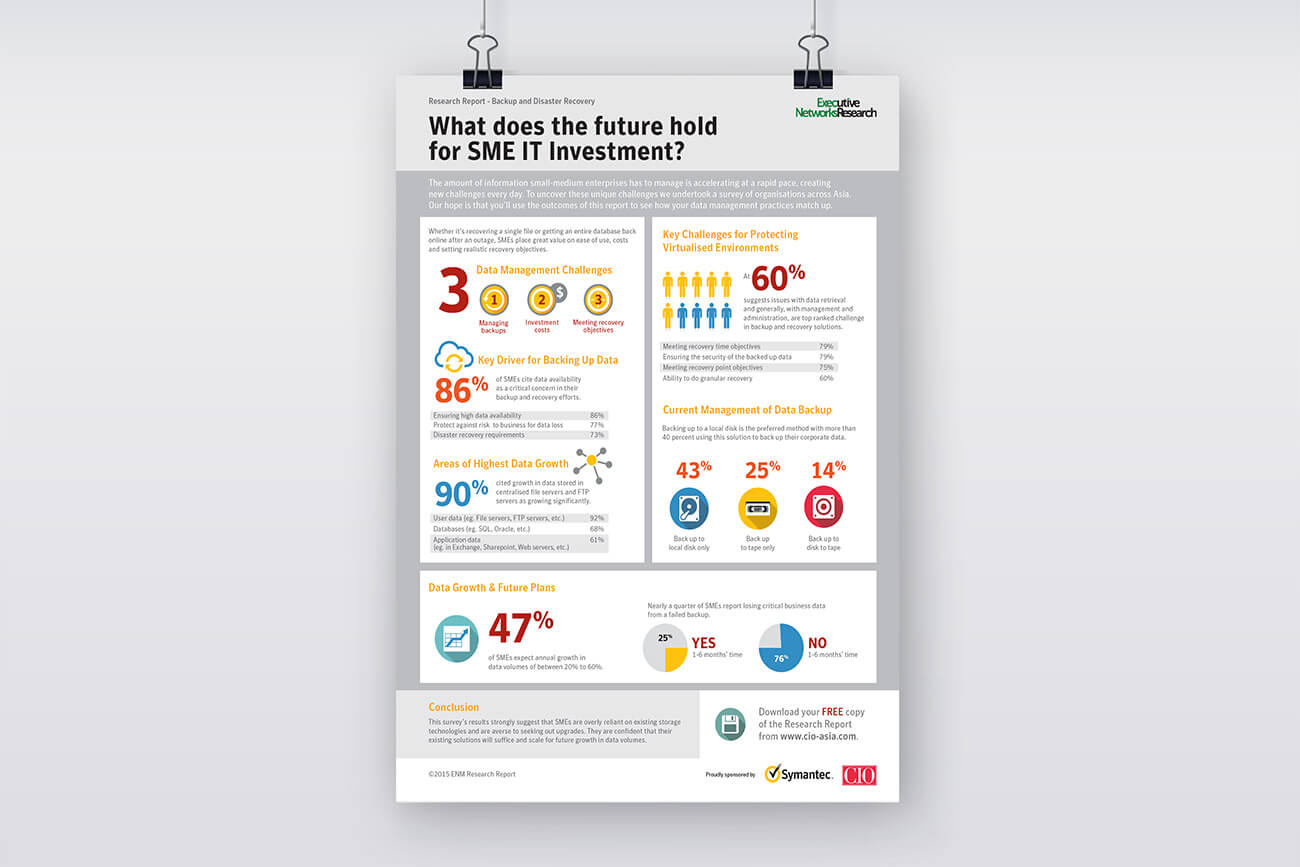 Research Report - Backup and Disaster Recovery
Executive
NetworksResearch
What does the future hold
for SME IT Investment?
The amount of information small-medium enterprises has to manage is accelerating at a rapid pace, creating
new challenges every day. To uncover these unique challenges we undertook a survey of organisations across Asia.
Our hope is that you'll use the outcomes of this report to see how your data management practices match up.
Whether it's recovering a single file or getting an entire database back
online after an outage, SMEs place great value on ease of use, costs
and setting realistic recovery objectives.
3 Data Management Challenges
1 2 $ 3
Managing
backups
Investment
costs
Meeting recovery
objectives
Key Driver for Backing Up Data
86%
of SMEs cite data availability
as a critical concern in their
backup and recovery efforts.
Ensuring high data availability 86%
Protect against risk to business for data loss 77%
Disaster recovery requirements 73%
Areas of Highest Data Growth
90%
cited growth in data stored in
centralised file servers and FTP
servers as growing significantly.
User data (eg. File servers, FTP servers, etc.) 92%
Databases (eg. SQL, Oracle, etc.) 68%
Application data 61%
(eg. in Exchange, Sharepoint, Web servers, etc.)
Key Challenges for Protecting
Virtualised Environments
At 60%
suggests issues with data retrieval
and generally, with management and
administration, are top ranked challenge
in backup and recovery solutions.
Meeting recovery time objectives 79%
Ensuring the security of the backed up data 79%
Meeting recovery point objectives 75%
Ability to do granular recovery 60%
Current Management of Data Backup
Backing up to a local disk is the preferred method with more than
40 percent using this solution to back up their corporate data.
43% 25% 14%
Back up to
local disk only
Back up
to tape only
Back up to
disk to tape
Data Growth & Future Plans
47%
of SMEs expect annual growth in
data volumes of between 20% to 60%.
Nearly a quarter of SMEs report losing critical business data
from a failed backup.
25%
YES
1-6 months' time
76%
NO
1-6 months' time
Conclusion
This survey's results strongly suggest that SMEs are overly reliant on existing storage
technologies and are averse to seeking out upgrades. They are confident that their
existing solutions will suffice and scale for future growth in data volumes.
Download your FREE copy
of the Research Report
from www.cio-asia.com.
©2015 ENM Research Report
Proudly sponsored by
Symantec.
CIO